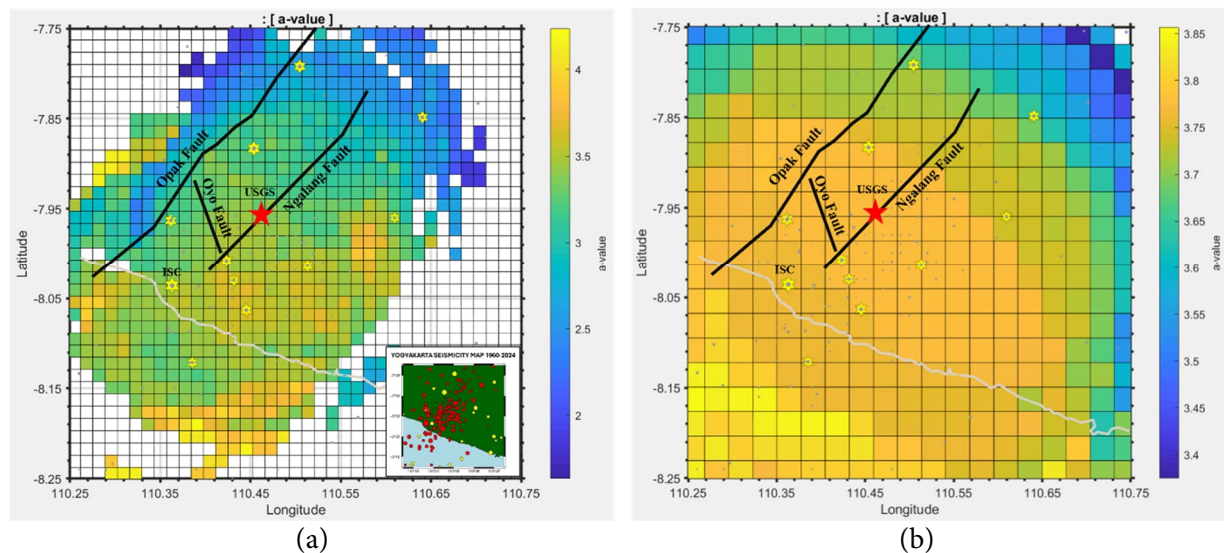 : [ a-value ]
-7.75
-7.85
-7.95
-8.05
-8.15
-8.25
Latitude
110.25
110.35
110.45
110.55
110.65
110.75
Longitude
Opak Fault
Oyo Fault
Ngalang Fault
USGS
ISC
4
3.5
3
2.5
2
a-value
YOGYAKARTA SEISMICITY MAP 1960-2024
(a)
: [ a-value ]
-7.75
-7.85
-7.95
-8.05
-8.15
-8.25
Latitude
110.25
110.35
110.45
110.55
110.65
110.75
Longitude
Opak Fault
Oyo Fault
Ngalang Fault
USGS
ISC
3.85
3.8
3.75
3.7
3.65
3.6
3.55
3.5
3.45
3.4
a-value
(b)